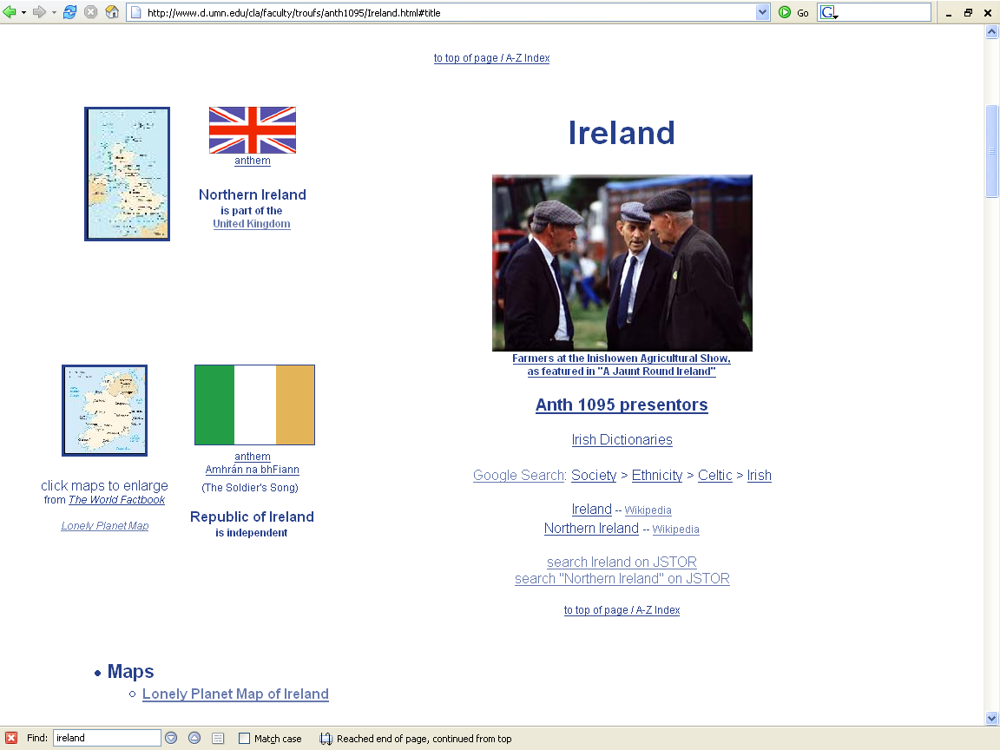 http://www.d.umn.edu/cla/faculty/troufs/anth1095/Ireland.html#title
Go
to top of page / A-Z Index
anthem
Northern Ireland
is part of the
United Kingdom
click maps to enlarge
from The World Factbook
Lonely Planet Map
anthem
Amhrán na bhFiann
(The Soldier's Song)
Republic of Ireland
is independent
Ireland
Farmers at the Inishowen Agricultural Show,
as featured in "A Jaunt Round Ireland"
Anth 1095 presentors
Irish Dictionaries
Google Search: Society > Ethnicity > Celtic > Irish
Ireland -- Wikipedia
Northern Ireland -- Wikipedia
search Ireland on JSTOR
search "Northern Ireland" on JSTOR
to top of page / A-Z Index
• Maps
○ Lonely Planet Map of Ireland
Find: ireland Match case Reached end of page, continued from top